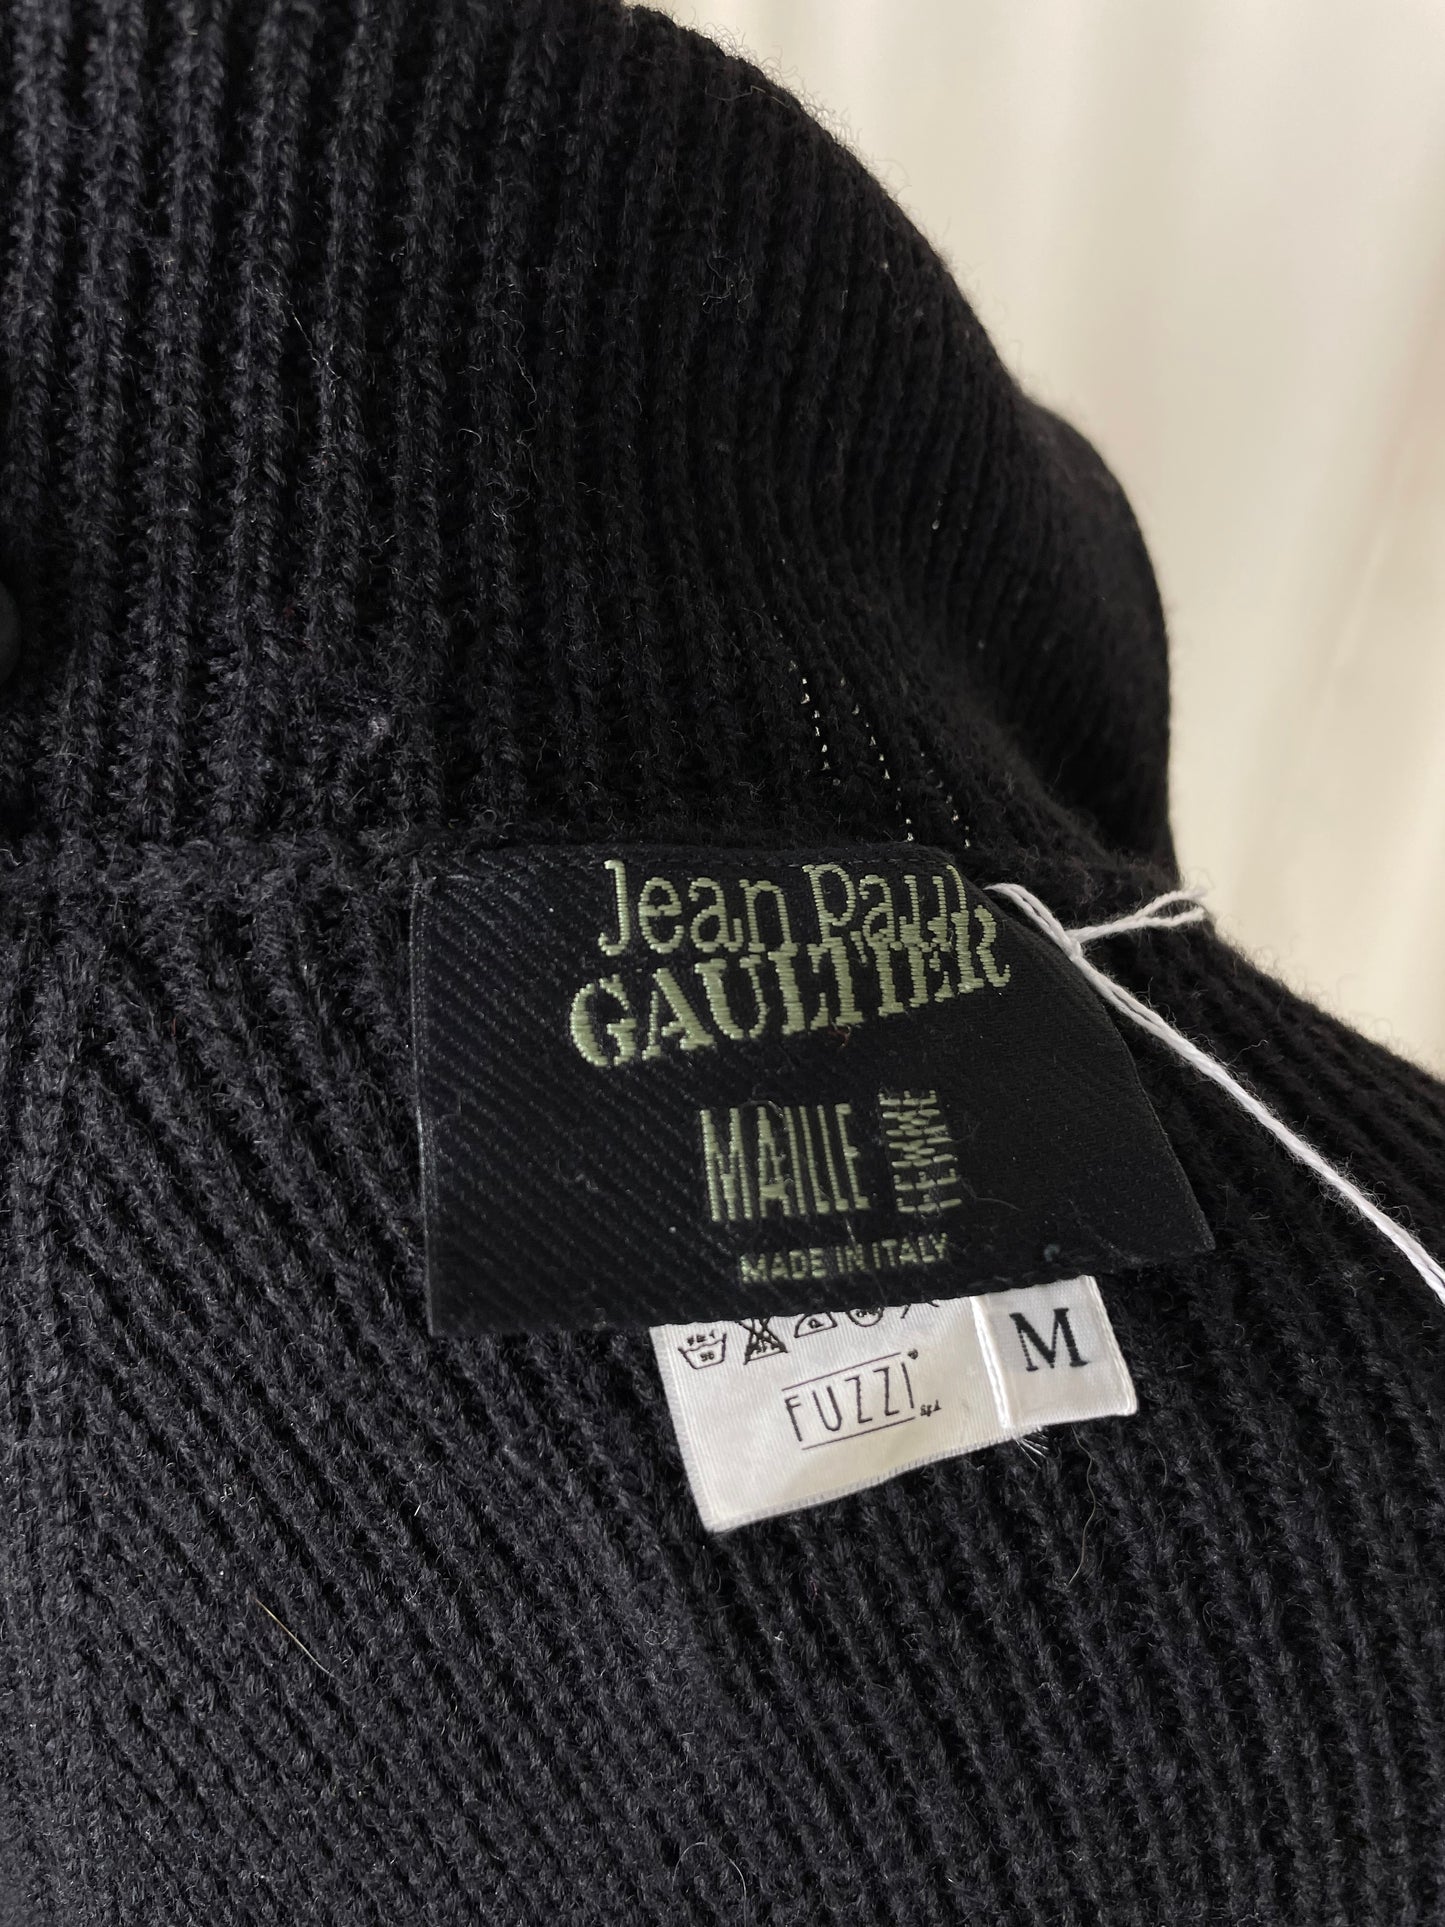 Jean Paul
GAULTIER
MAILLE FEMME
MADE IN ITALY
M
FUZZI